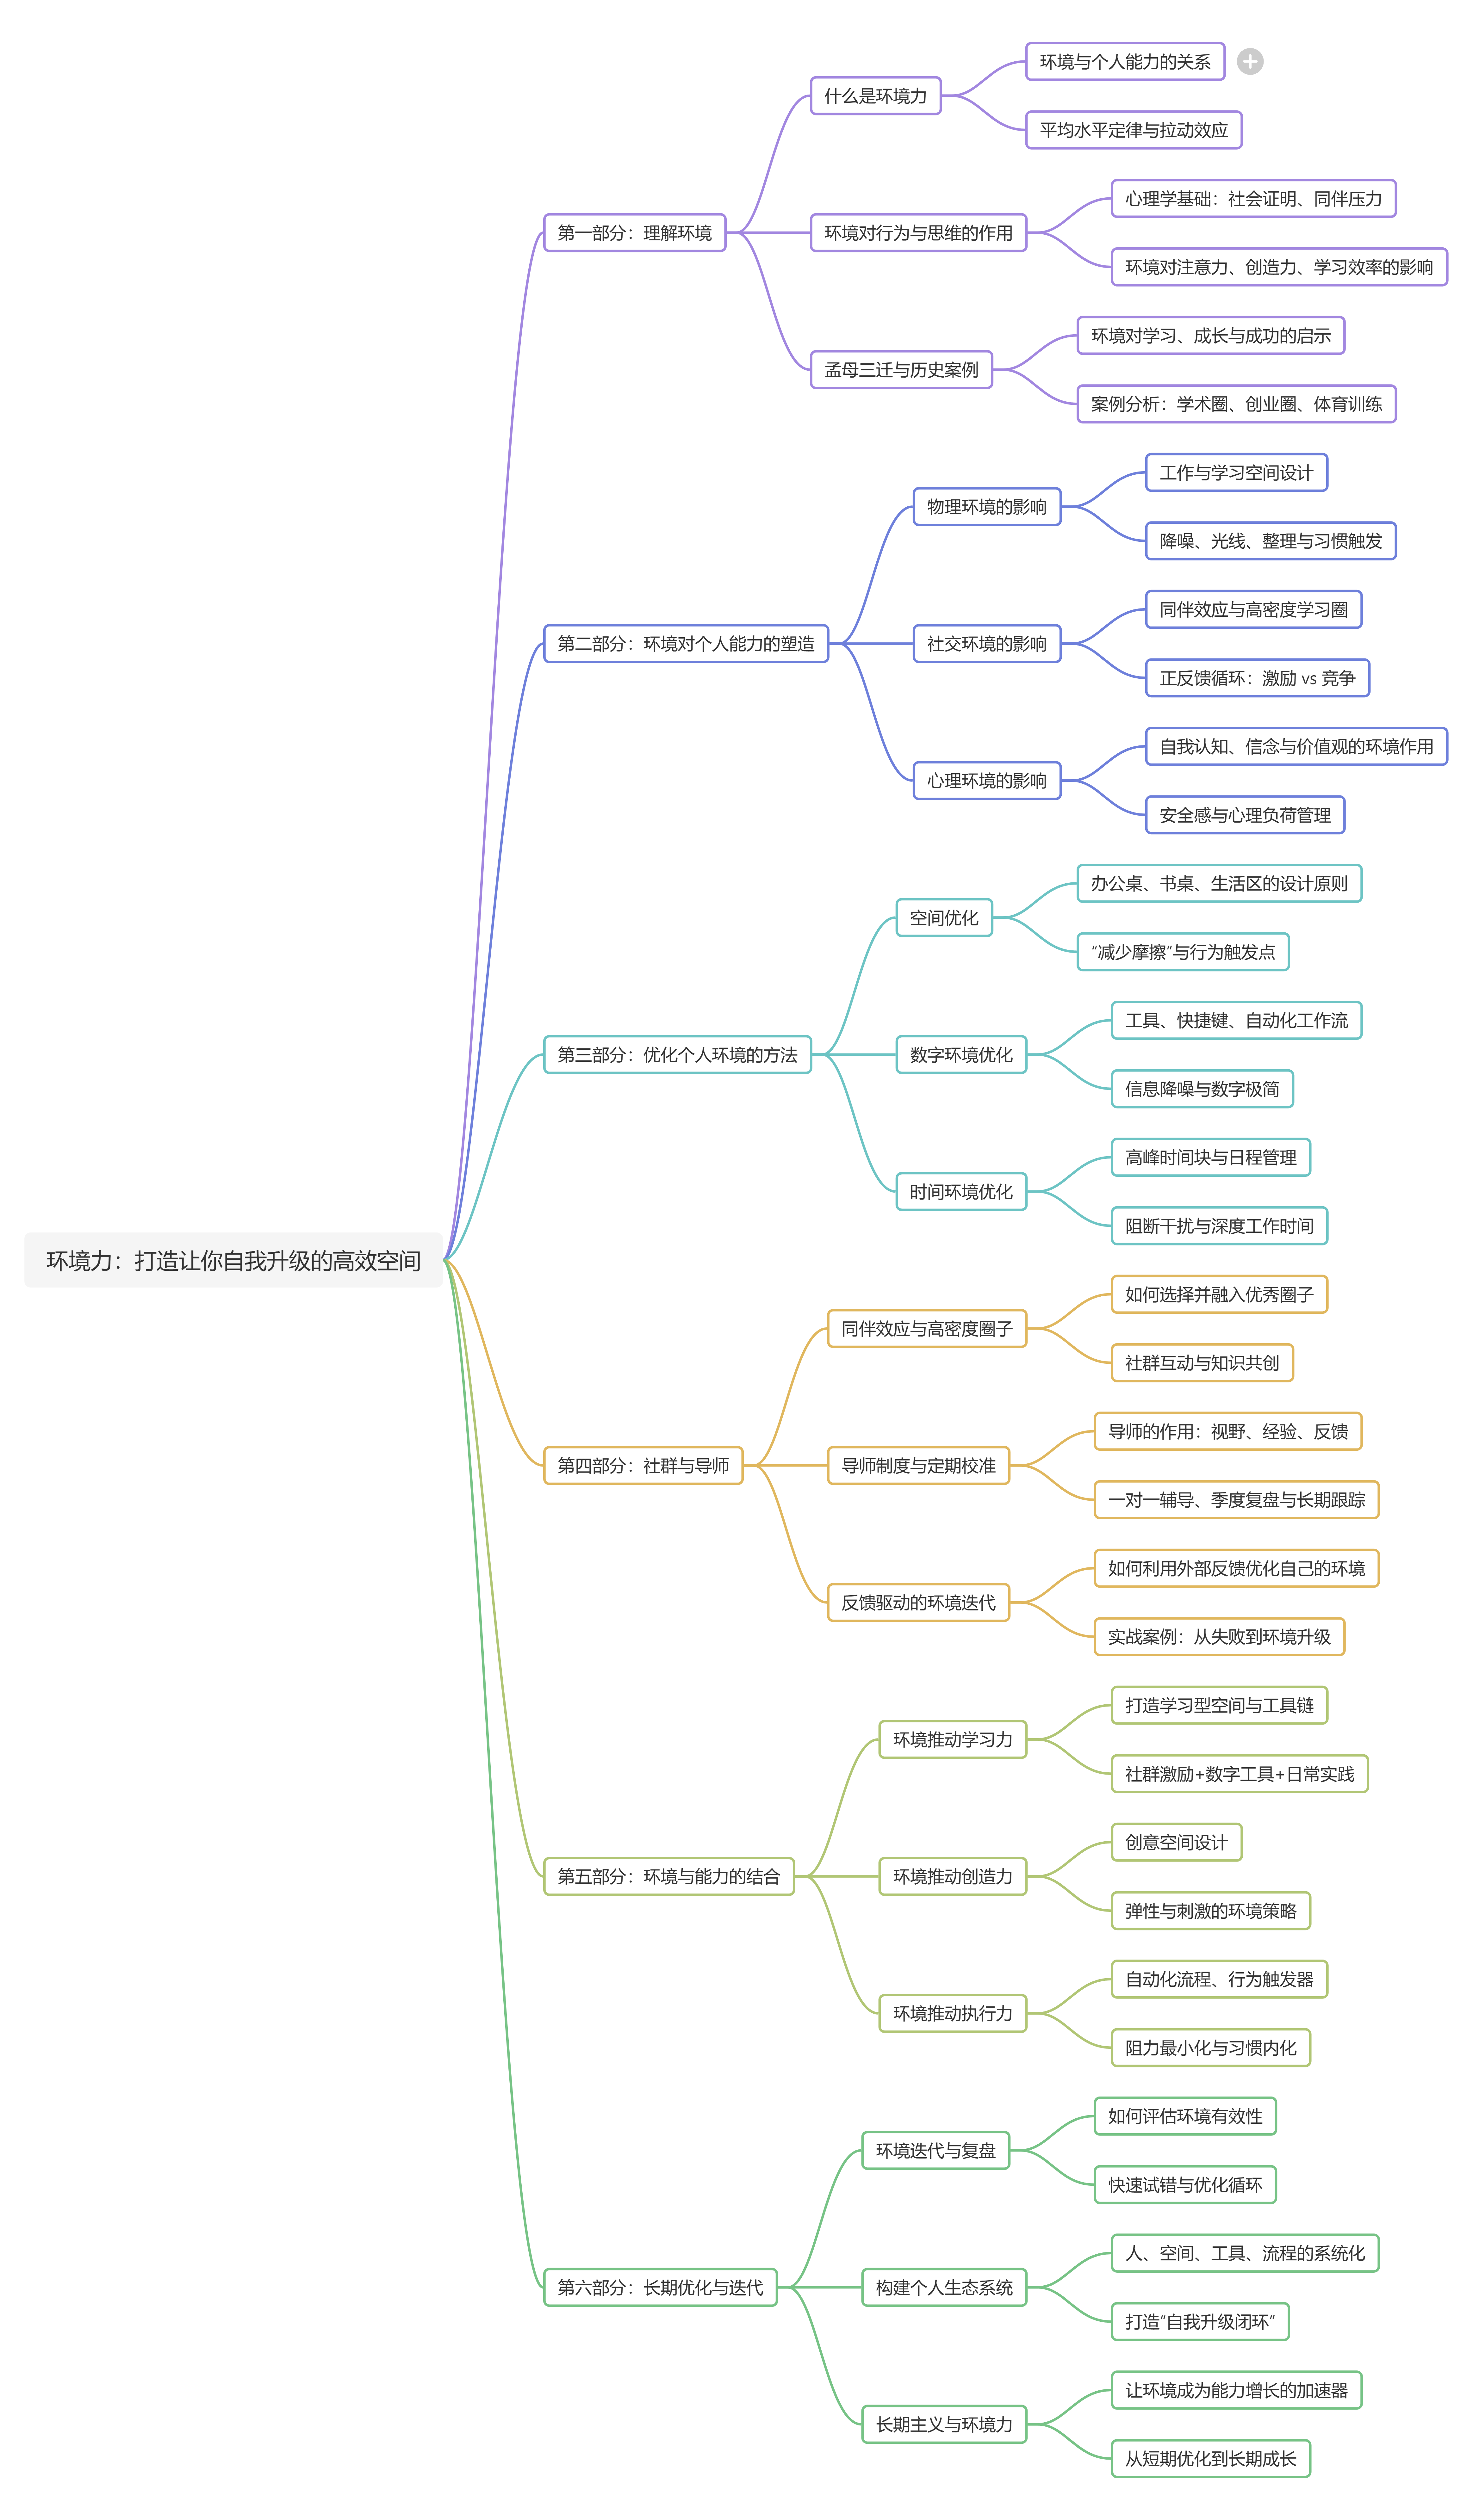 环境力：打造让你自我升级的高效空间
第一部分：理解环境
什么是环境力
环境与个人能力的关系
平均水平定律与拉动效应
环境对行为与思维的作用
心理学基础：社会证明、同伴压力
环境对注意力、创造力、学习效率的影响
孟母三迁与历史案例
环境对学习、成长与成功的启示
案例分析：学术圈、创业圈、体育训练
第二部分：环境对个人能力的塑造
物理环境的影响
工作与学习空间设计
降噪、光线、整理与习惯触发
社交环境的影响
同伴效应与高密度学习圈
正反馈循环：激励 vs 竞争
心理环境的影响
自我认知、信念与价值观的环境作用
安全感与心理负荷管理
第三部分：优化个人环境的方法
空间优化
办公桌、书桌、生活区的设计原则
“减少摩擦”与行为触发点
数字环境优化
工具、快捷键、自动化工作流
信息降噪与数字极简
时间环境优化
高峰时间块与日程管理
阻断干扰与深度工作时间
第四部分：社群与导师
同伴效应与高密度圈子
如何选择并融入优秀圈子
社群互动与知识共创
导师制度与定期校准
导师的作用：视野、经验、反馈
一对一辅导、季度复盘与长期跟踪
反馈驱动的环境迭代
如何利用外部反馈优化自己的环境
实战案例：从失败到环境升级
第五部分：环境与能力的结合
环境推动学习力
打造学习型空间与工具链
社群激励+数字工具+日常实践
环境推动创造力
创意空间设计
弹性与刺激的环境策略
环境推动执行力
自动化流程、行为触发器
阻力最小化与习惯内化
第六部分：长期优化与迭代
环境迭代与复盘
如何评估环境有效性
快速试错与优化循环
构建个人生态系统
人、空间、工具、流程的系统化
打造“自我升级闭环”
长期主义与环境力
让环境成为能力增长的加速器
从短期优化到长期成长